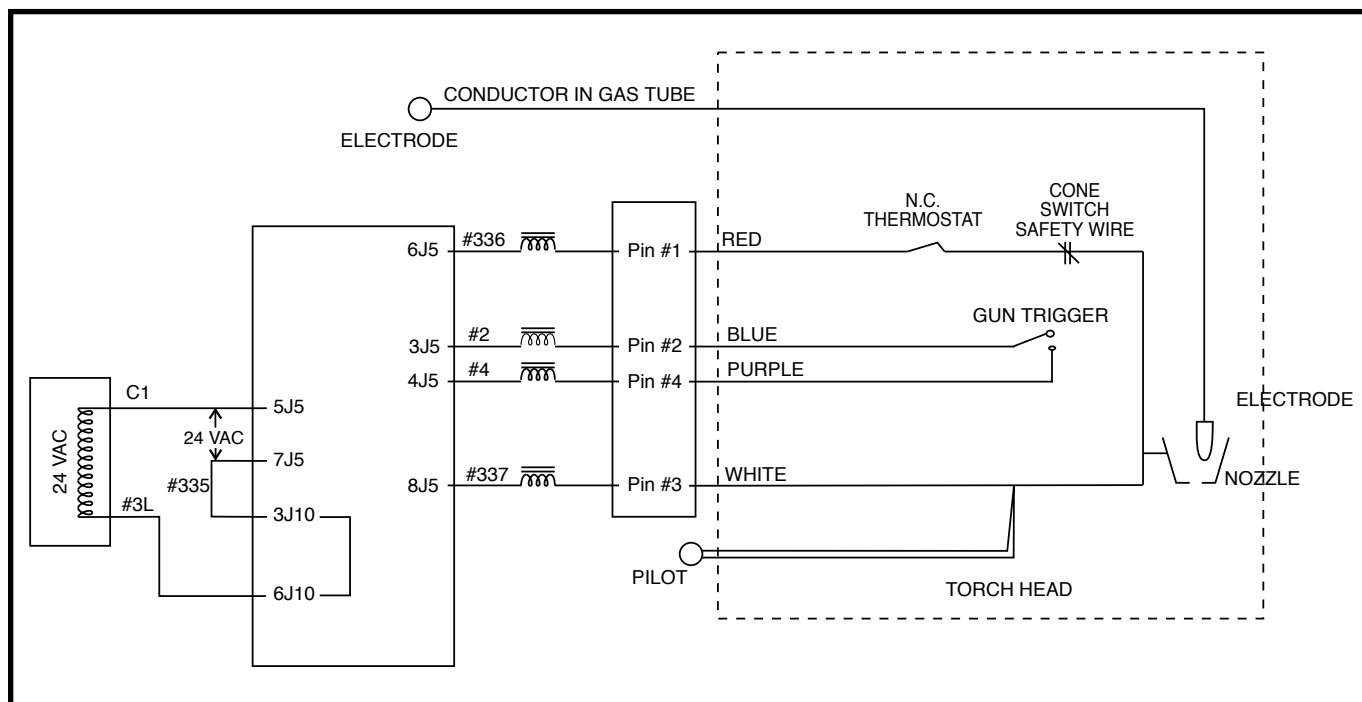 CONDUCTOR IN GAS TUBE
ELECTRODE
N.C.
THERMOSTAT
CONE
SWITCH
SAFETY WIRE
6J5
#336
Pin #1
RED
GUN TRIGGER
3J5
#2
Pin #2
BLUE
4J5
#4
Pin #4
PURPLE
24 VAC
C1
5J5
24 VAC
7J5
#335
#3L
3J10
6J10
8J5
#337
Pin #3
WHITE
ELECTRODE
NOZZLE
PILOT
TORCH HEAD